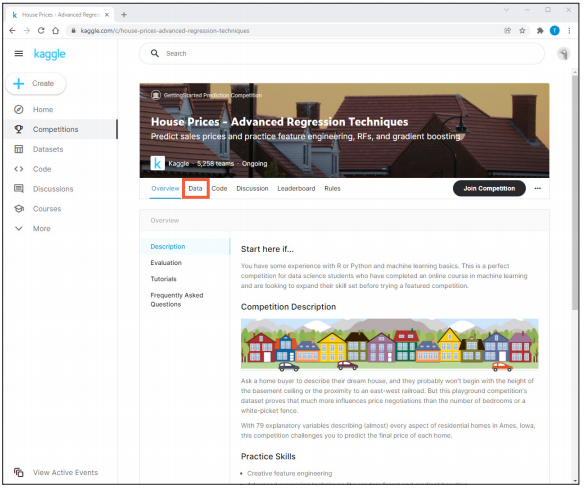 House Prices - Advanced Regres
kaggle.com/c/house-prices-advanced-regression-techniques
kaggle
Search
Create
Home
Competitions
Datasets
Code
Discussions
Courses
More
View Active Events
GettingStarted Prediction Competition
House Prices - Advanced Regression Techniques
Predict sales prices and practice feature engineering, RFs, and gradient boosting
k Kaggle · 5,258 teams · Ongoing
Overview Data Code Discussion Leaderboard Rules Join Competition ...
Overview
Description
Evaluation
Tutorials
Frequently Asked
Questions
Start here if...
You have some experience with R or Python and machine learning basics. This is a perfect
competition for data science students who have completed an online course in machine learning
and are looking to expand their skill set before trying a featured competition.
Competition Description
Ask a home buyer to describe their dream house, and they probably won't begin with the height of
the basement ceiling or the proximity to an east-west railroad. But this playground competition's
dataset proves that much more influences price negotiations than the number of bedrooms or a
white-picket fence.
With 79 explanatory variables describing (almost) every aspect of residential homes in Ames, Iowa,
this competition challenges you to predict the final price of each home.
Practice Skills
• Creative feature engineering